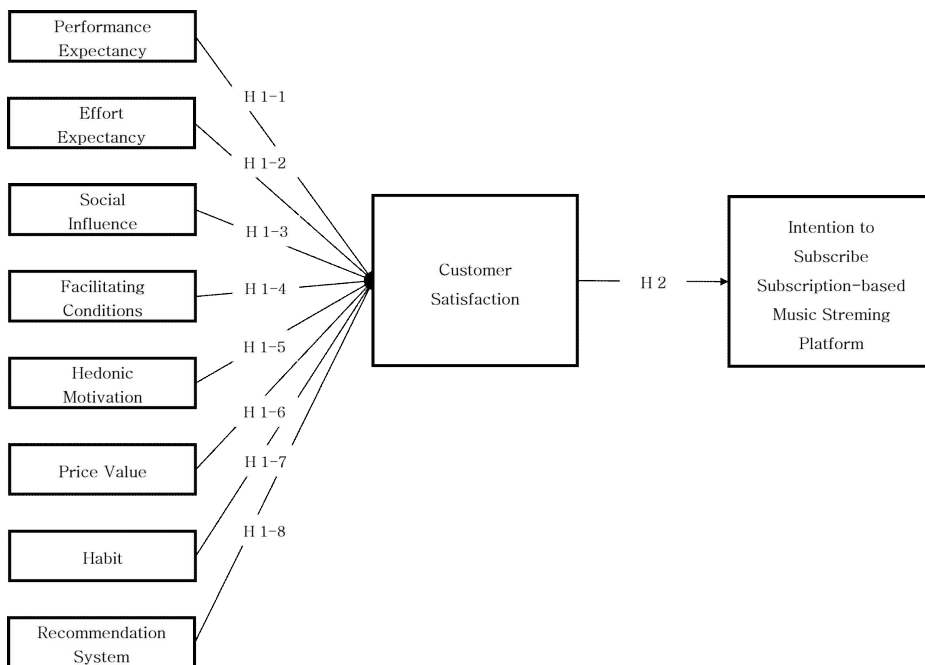 Performance
Expectancy
H 1-1
Effort
Expectancy
H 1-2
Social
Influence
H 1-3
Facilitating
Conditions
H 1-4
Hedonic
Motivation
H 1-5
Price Value
H 1-6
Habit
H 1-7
Recommendation
System
H 1-8
Customer
Satisfaction
H 2
Intention to
Subscribe
Subscription-based
Music Streming
Platform